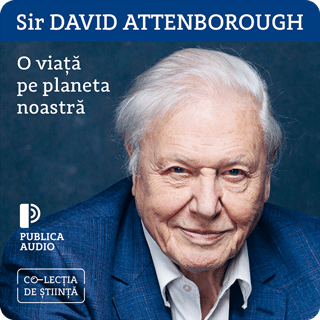 Sir DAVID ATTENBOROUGH
O viață
pe planeta
noastră
PUBLICA
AUDIO
CO-LECȚIA
DE ȘTIINȚĂ